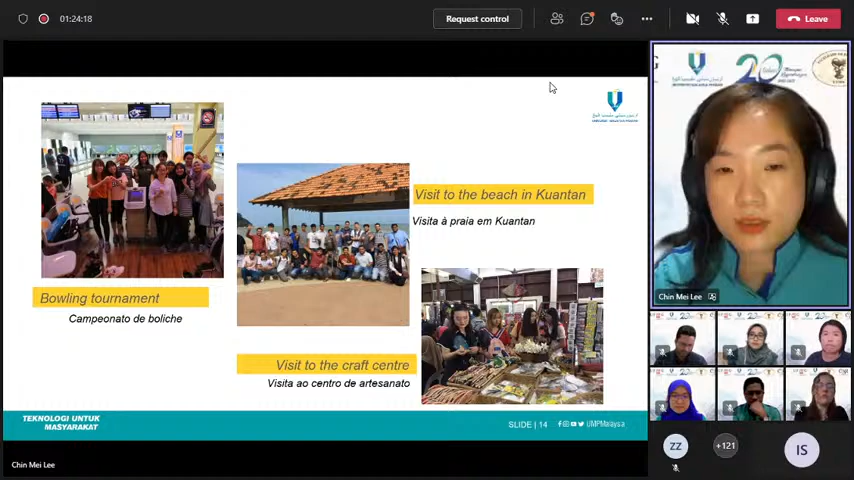 01:24:18
Request control
Leave
Visit to the beach in Kuantan
Visita à praia em Kuantan
Bowling tournament
Campeonato de boliche
Visit to the craft centre
Visita ao centro de artesanato
TEKNOLOGI UNTUK
MASYARAKAT
SLIDE | 14
UMPMalaysia
Chin Mei Lee
20
Chin Mei Lee
ZZ
+121
IS